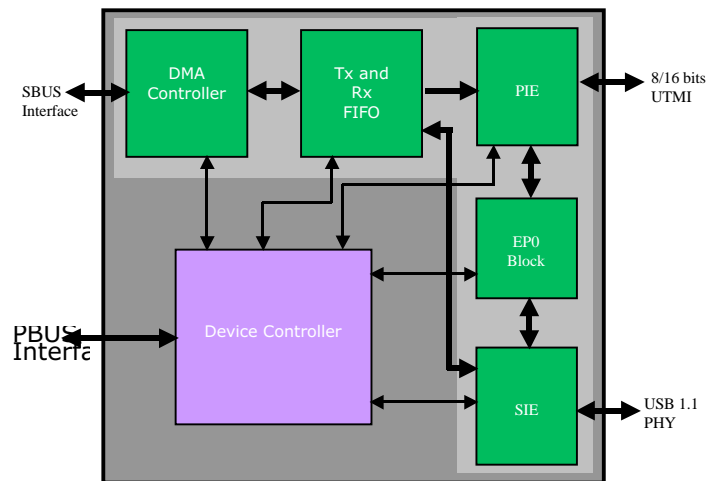 DMA
Controller
Tx and
Rx
FIFO
PIE
8/16 bits
UTMI
SBUS
Interface
EP0
Block
Device Controller
PBUS
Interfa
SIE
USB 1.1
PHY